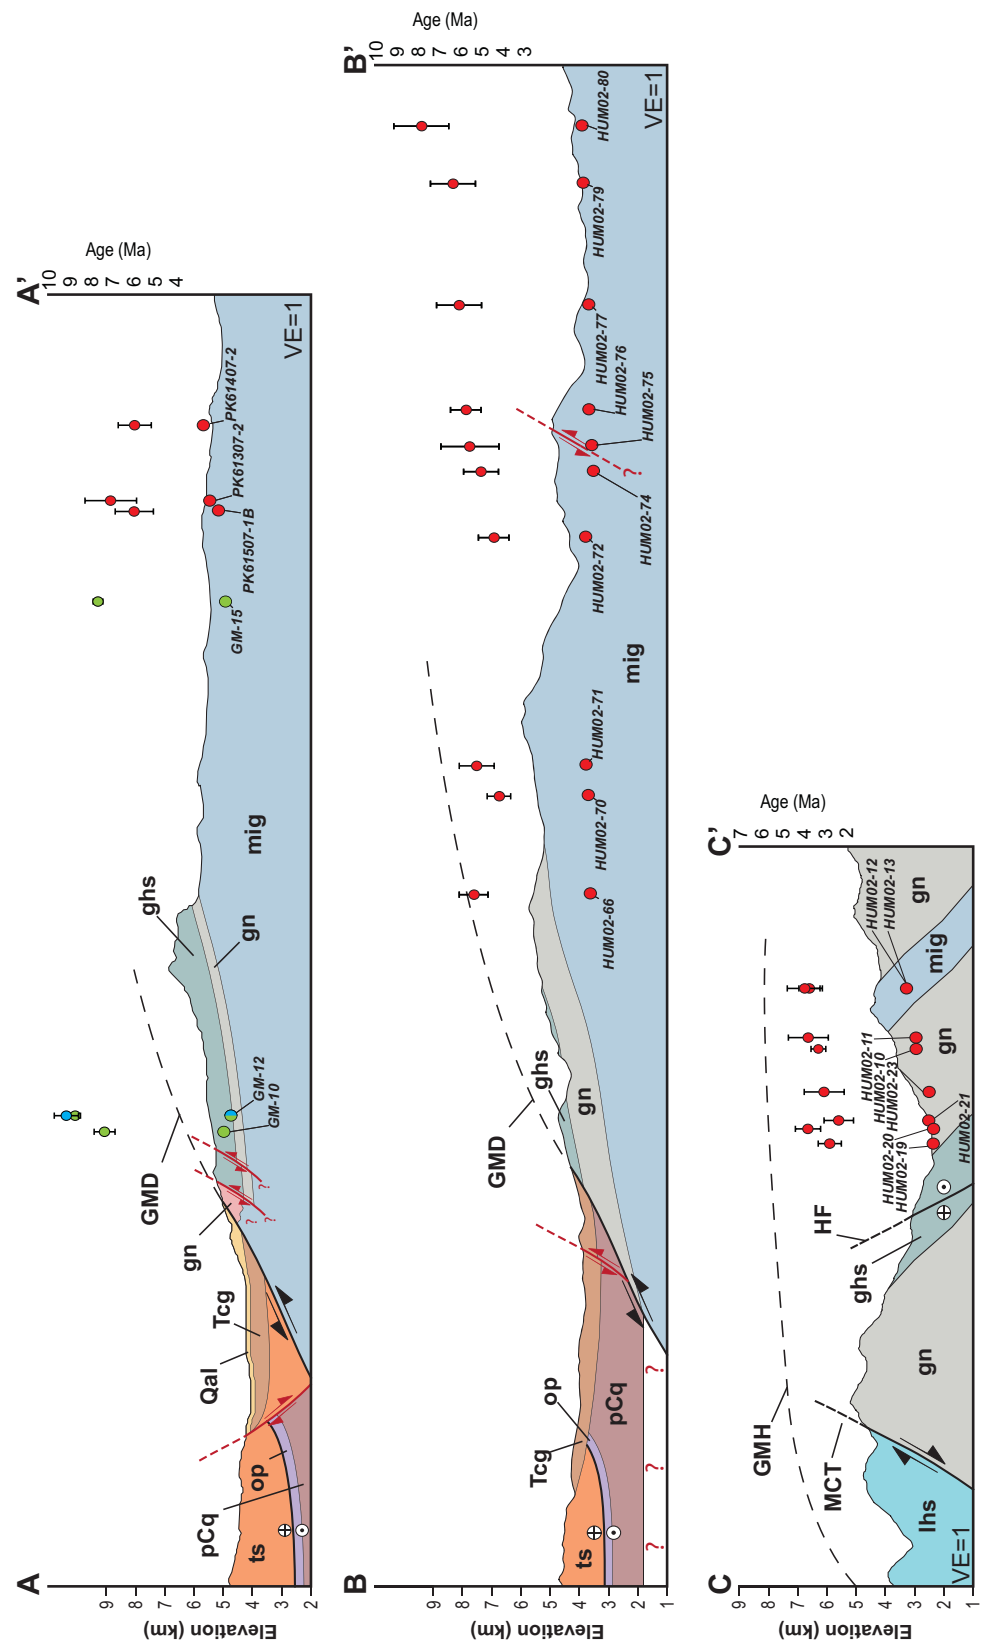 A
A'
Age (Ma)
10
9
8
7
6
5
4
Elevation (km)
9
8
7
6
5
4
3
2
ts
pCq
op
Qal
Tcg
gn
GMD
?
?
?
GM-10
GM-12
ghs
gn
mig
GM-15
PK61507-1B
PK61307-2
PK61407-2
VE=1
B
B'
Age (Ma)
10
9
8
7
6
5
4
3
Elevation (km)
9
8
7
6
5
4
3
2
1
ts
Tcg
op
pCq
?
?
?
GMD
ghs
gn
HUM02-66
HUM02-70
HUM02-71
mig
HUM02-72
HUM02-74
?
HUM02-75
HUM02-76
HUM02-77
HUM02-79
HUM02-80
VE=1
C
C'
Age (Ma)
7
6
5
4
3
2
Elevation (km)
9
8
7
6
5
4
3
2
1
VE=1
lhs
MCT
GMH
gn
ghs
HF
HUM02-19
HUM02-20
HUM02-21
HUM02-23
HUM02-10
HUM02-11
gn
mig
HUM02-12
HUM02-13
gn